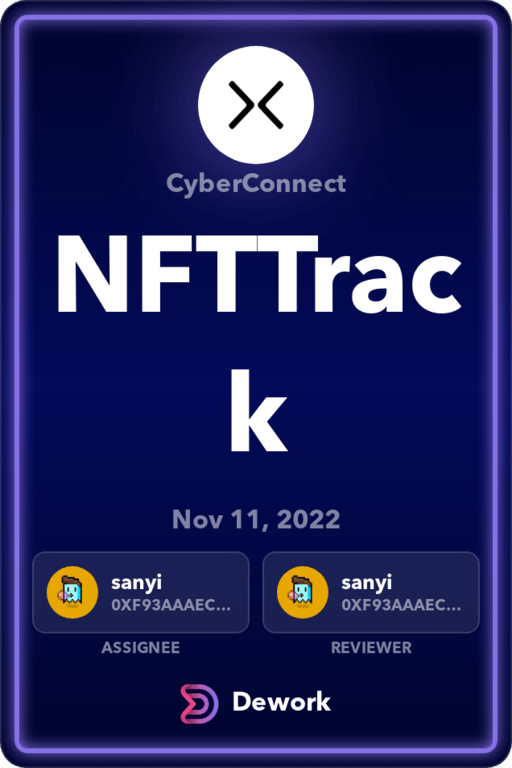 CyberConnect
NFTTrac
k
Nov 11, 2022
sanyi
0XF93AAAEC...
sanyi
0XF93AAAEC...
ASSIGNEE
REVIEWER
Dework